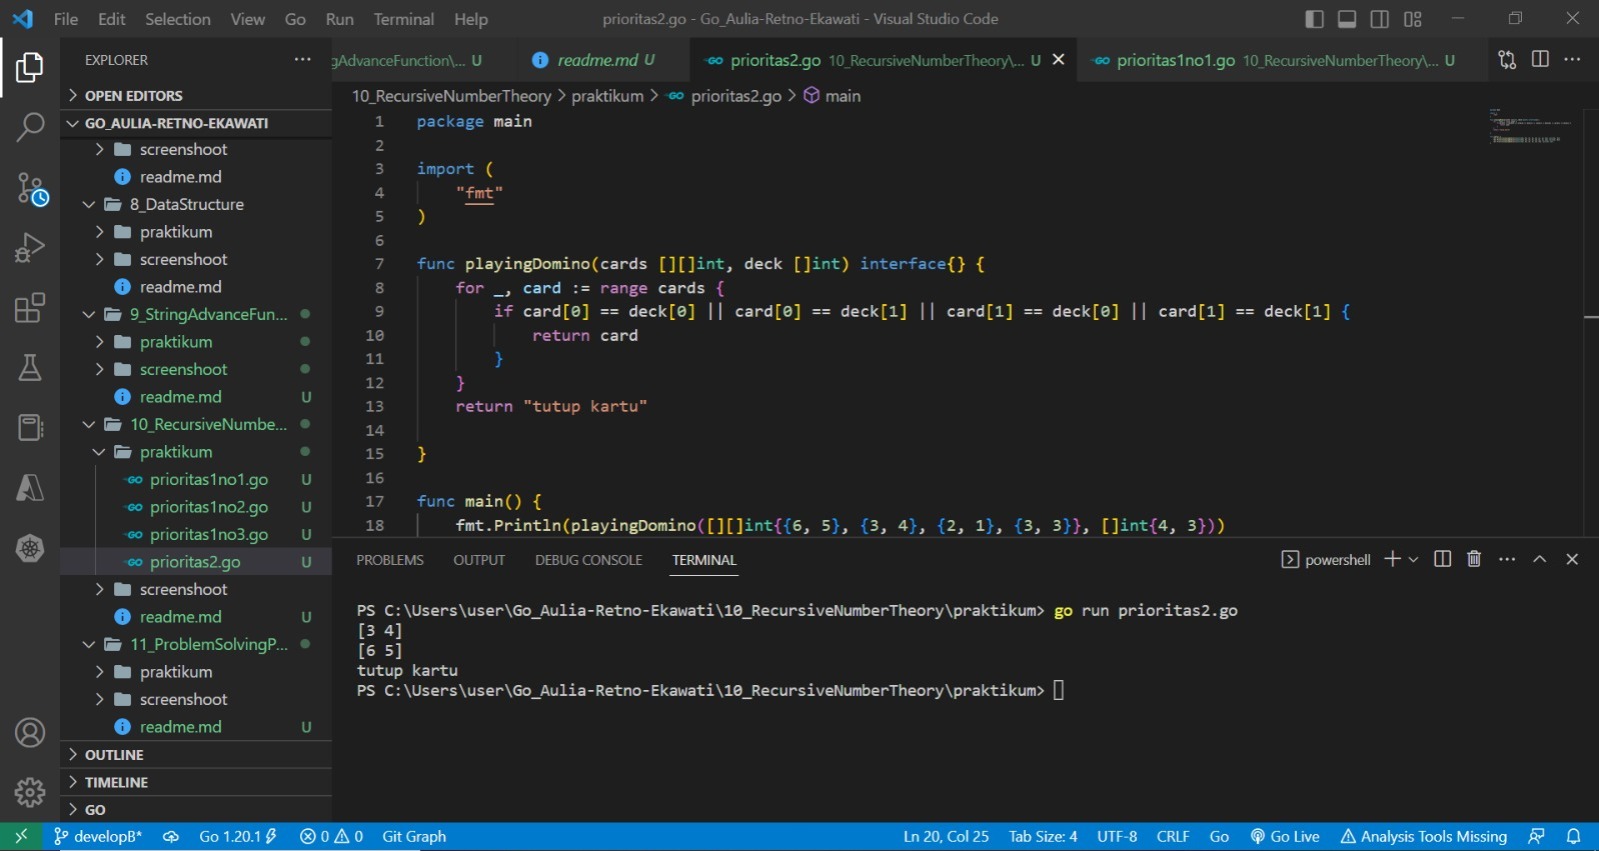 File Edit Selection View Go Run Terminal Help prioritas2.go - Go_Aulia-Retno-Ekawati - Visual Studio Code
EXPLORER
OPEN EDITORS
GO_AULIA-RETNO-EKAWATI
screenshoot
readme.md
8_DataStructure
praktikum
screenshoot
readme.md
9_StringAdvanceFun...
praktikum
screenshoot
readme.md U
10_RecursiveNumbe...
praktikum
prioritas1no1.go U
prioritas1no2.go U
prioritas1no3.go U
prioritas2.go U
screenshoot
readme.md U
11_ProblemSolvingP...
praktikum
screenshoot
readme.md U
OUTLINE
TIMELINE
GO
gAdvanceFunction\... U readme.md U prioritas2.go 10_RecursiveNumberTheory\... U prioritas1no1.go 10_RecursiveNumberTheory\... U
10_RecursiveNumberTheory > praktikum > prioritas2.go > main
1 package main
2
3 import (
4 "fmt"
5 )
6
7 func playingDomino(cards [][]int, deck []int) interface{} {
8 for _, card := range cards {
9 if card[0] == deck[0] || card[0] == deck[1] || card[1] == deck[0] || card[1] == deck[1] {
10 return card
11 }
12 }
13 return "tutup kartu"
14
15 }
16
17 func main() {
18 fmt.Println(playingDomino([][]int{{6, 5}, {3, 4}, {2, 1}, {3, 3}}, []int{4, 3}))
PROBLEMS OUTPUT DEBUG CONSOLE TERMINAL powershell
PS C:\Users\user\Go_Aulia-Retno-Ekawati\10_RecursiveNumberTheory\praktikum> go run prioritas2.go
[3 4]
[6 5]
tutup kartu
PS C:\Users\user\Go_Aulia-Retno-Ekawati\10_RecursiveNumberTheory\praktikum>
developB* Go 1.20.1 0 0 Git Graph Ln 20, Col 25 Tab Size: 4 UTF-8 CRLF Go Go Live Analysis Tools Missing